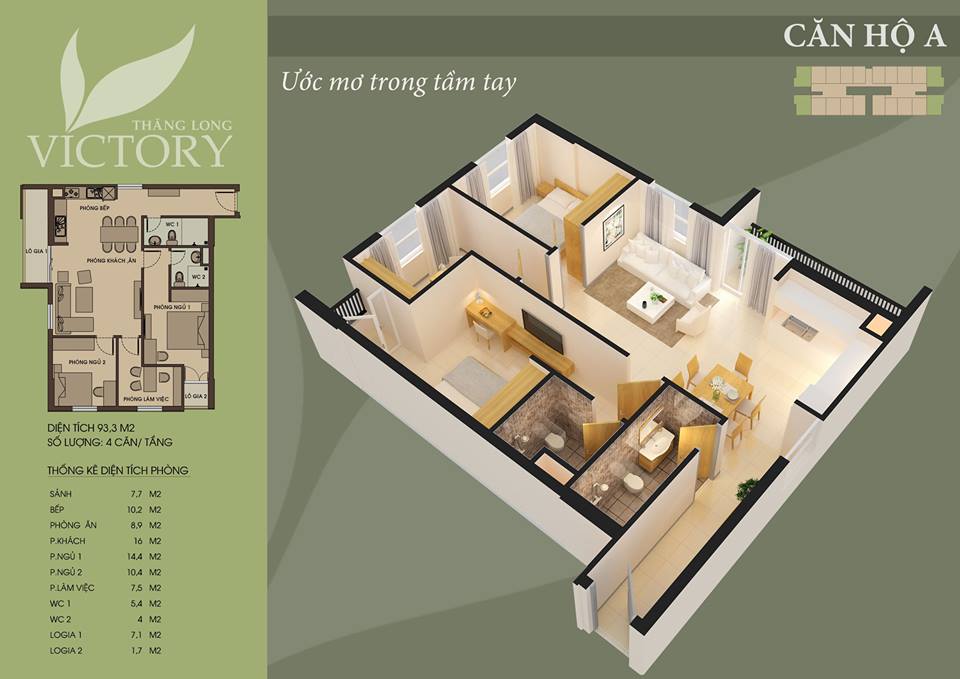 THĂNG LONG
VICTORY
CĂN HỘ A
Ước mơ trong tầm tay
PHÒNG BẾP
WC 1
LÔ GIA 1
PHÒNG KHÁCH ,ĂN
WC 2
PHÒNG NGỦ 1
PHÒNG NGỦ 2
PHÒNG LÀM VIỆC
LÔ GIA 2
DIỆN TÍCH 93,3 M2
SỐ LƯỢNG: 4 CĂN/ TẦNG
THỐNG KÊ DIỆN TÍCH PHÒNG
SẢNH 7,7 M2
BẾP 10,2 M2
PHÒNG ĂN 8,9 M2
P.KHÁCH 16 M2
P.NGỦ 1 14,4 M2
P.NGỦ 2 10,4 M2
P.LÀM VIỆC 7,5 M2
WC 1 5,4 M2
WC 2 4 M2
LOGIA 1 7,1 M2
LOGIA 2 1,7 M2